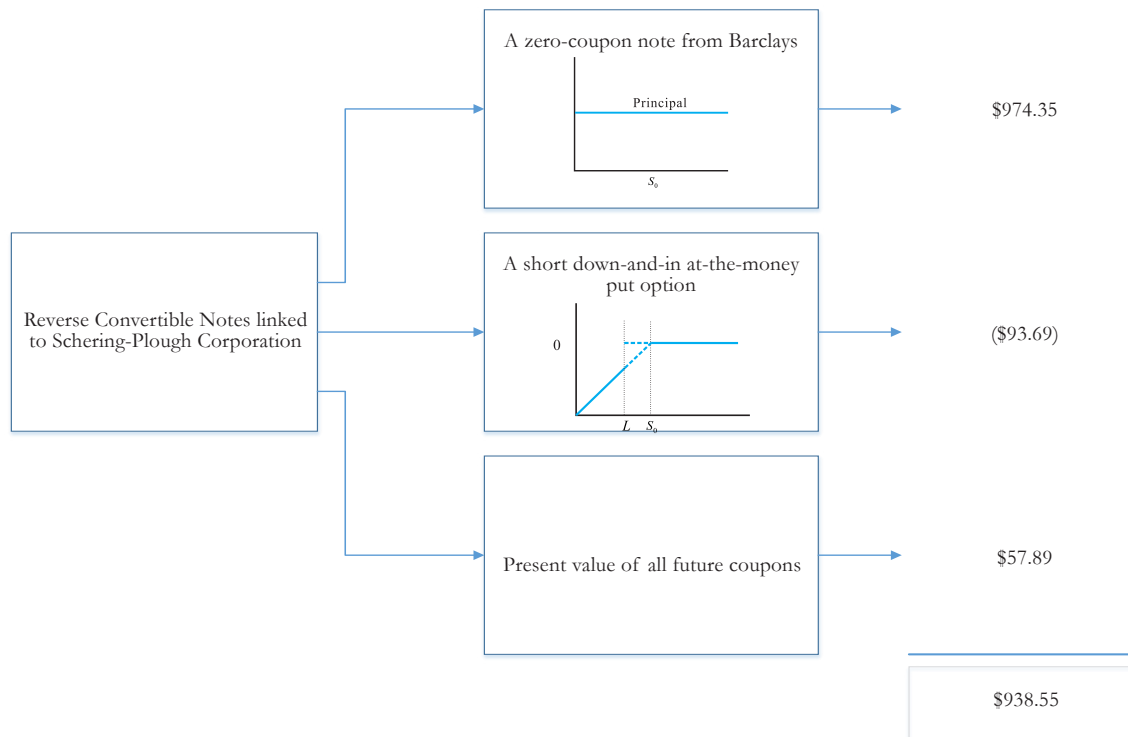 A zero-coupon note from Barclays
Principal
S₀
$974.35
Reverse Convertible Notes linked
to Schering-Plough Corporation
A short down-and-in at-the-money
put option
0
L S₀
($93.69)
Present value of all future coupons
$57.89
$938.55